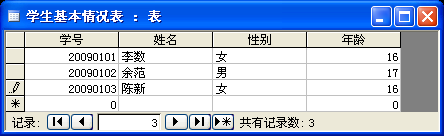 学生基本情况表 : 表
学号 姓名 性别 年龄
20090101 李数 女 16
20090102 余范 男 17
20090103 陈新 女 16
0 0
记录: 3 共有记录数: 3